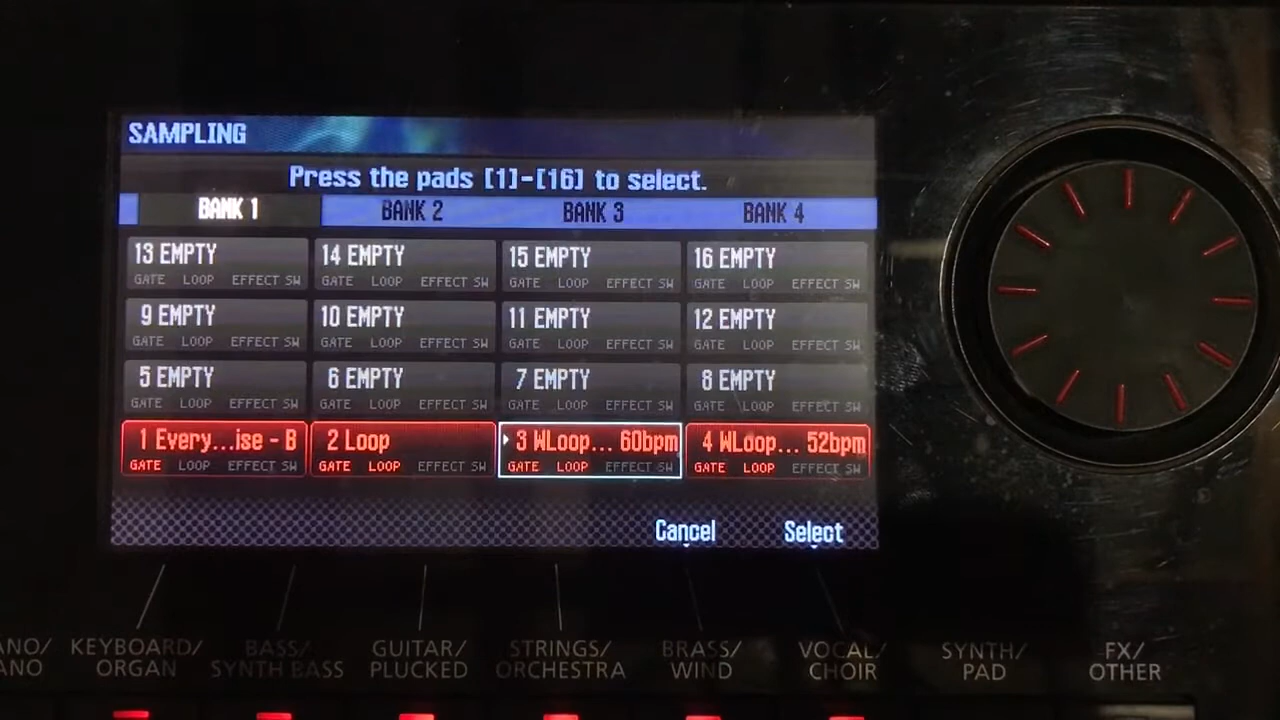 SAMPLING
Press the pads [1]-[16] to select.
BANK 1 BANK 2 BANK 3 BANK 4
13 EMPTY 14 EMPTY 15 EMPTY 16 EMPTY
GATE LOOP EFFECT SW GATE LOOP EFFECT SW GATE LOOP EFFECT SW GATE LOOP EFFECT SW
9 EMPTY 10 EMPTY 11 EMPTY 12 EMPTY
GATE LOOP EFFECT SW GATE LOOP EFFECT SW GATE LOOP EFFECT SW GATE LOOP EFFECT SW
5 EMPTY 6 EMPTY 7 EMPTY 8 EMPTY
GATE LOOP EFFECT SW GATE LOOP EFFECT SW GATE LOOP EFFECT SW GATE LOOP EFFECT SW
1 Every...ise - B 2 Loop 3 WLoop... 60bpm 4 WLoop... 52bpm
GATE LOOP EFFECT SW GATE LOOP EFFECT SW GATE LOOP EFFECT SW GATE LOOP EFFECT SW
Cancel Select
ANO/ KEYBOARD/ BASS/ GUITAR/ STRINGS/ BRASS/ VOCAL/ SYNTH/ FX/
ANO ORGAN SYNTH BASS PLUCKED ORCHESTRA WIND CHOIR PAD OTHER